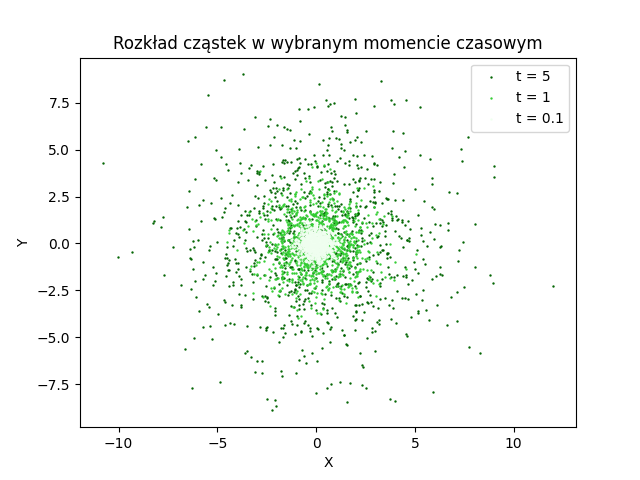 Rozkład cząstek w wybranym momencie czasowym
t = 5
t = 1
t = 0.1
Y
7.5
5.0
2.5
0.0
−2.5
−5.0
−7.5
−10
−5
0
5
10
X